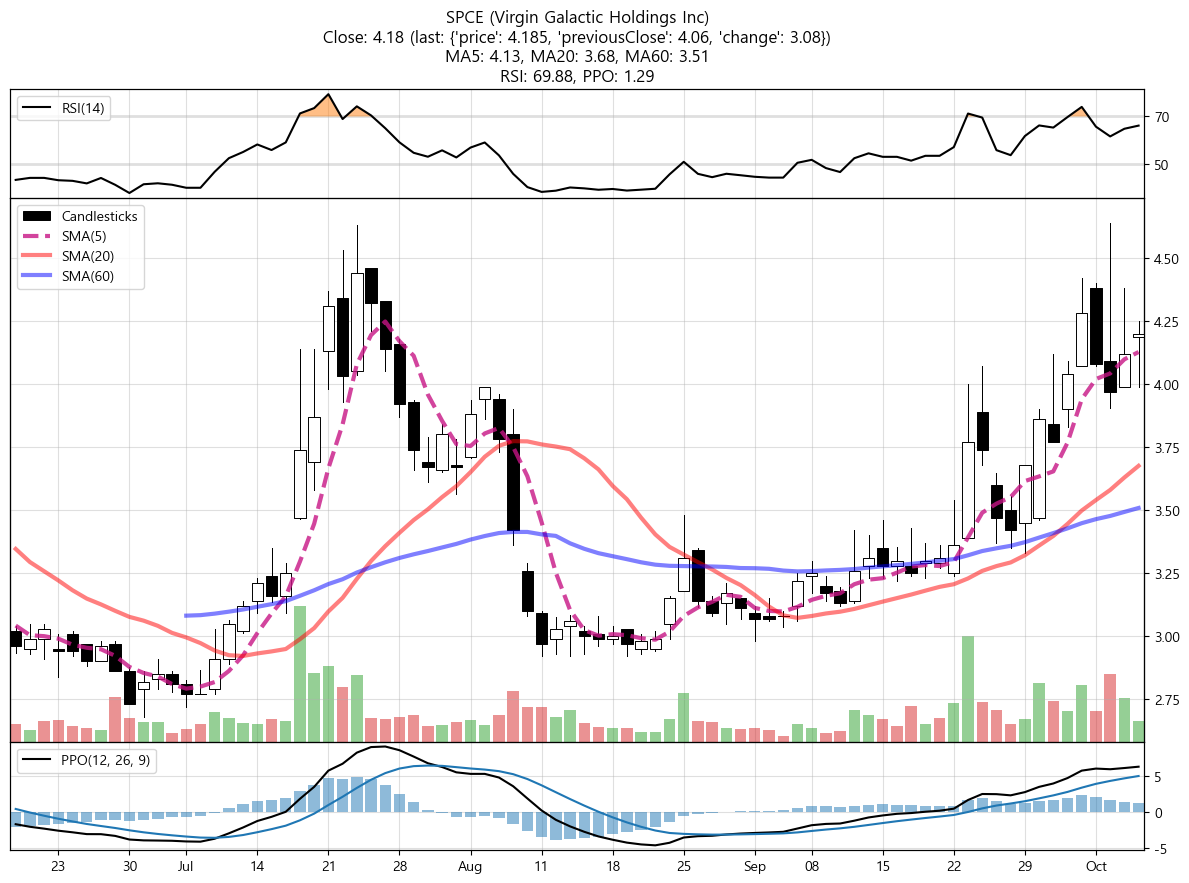 SPCE (Virgin Galactic Holdings Inc)
Close: 4.18 (last: {'price': 4.185, 'previousClose': 4.06, 'change': 3.08})
MA5: 4.13, MA20: 3.68, MA60: 3.51
RSI: 69.88, PPO: 1.29
RSI(14)
70
50
Candlesticks
SMA(5)
SMA(20)
SMA(60)
4.50
4.25
4.00
3.75
3.50
3.25
3.00
2.75
PPO(12, 26, 9)
5
0
-5
23 30 Jul 14 21 28 Aug 11 18 25 Sep 08 15 22 29 Oct